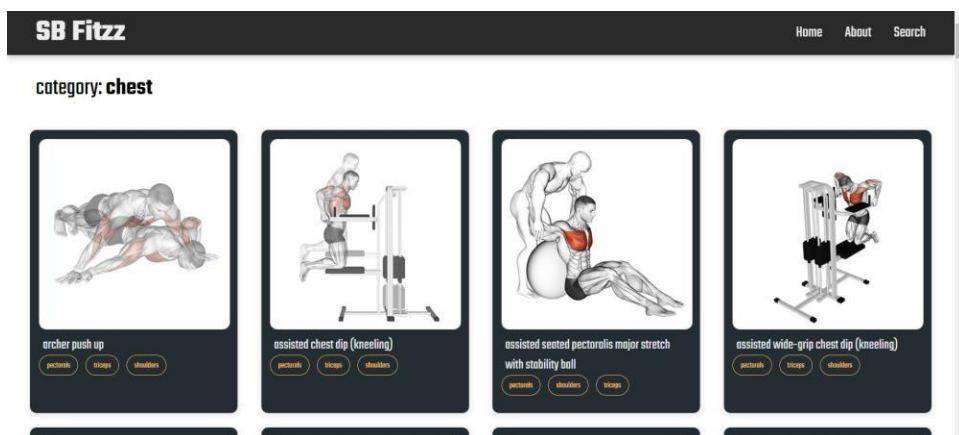 SB Fitzz
Home About Search
category: chest
archer push up
pectorals triceps shoulders
assisted chest dip (kneeling)
pectorals triceps shoulders
assisted seated pectoralis major stretch
with stability ball
pectorals shoulders triceps
assisted wide-grip chest dip (kneeling)
pectorals triceps shoulders